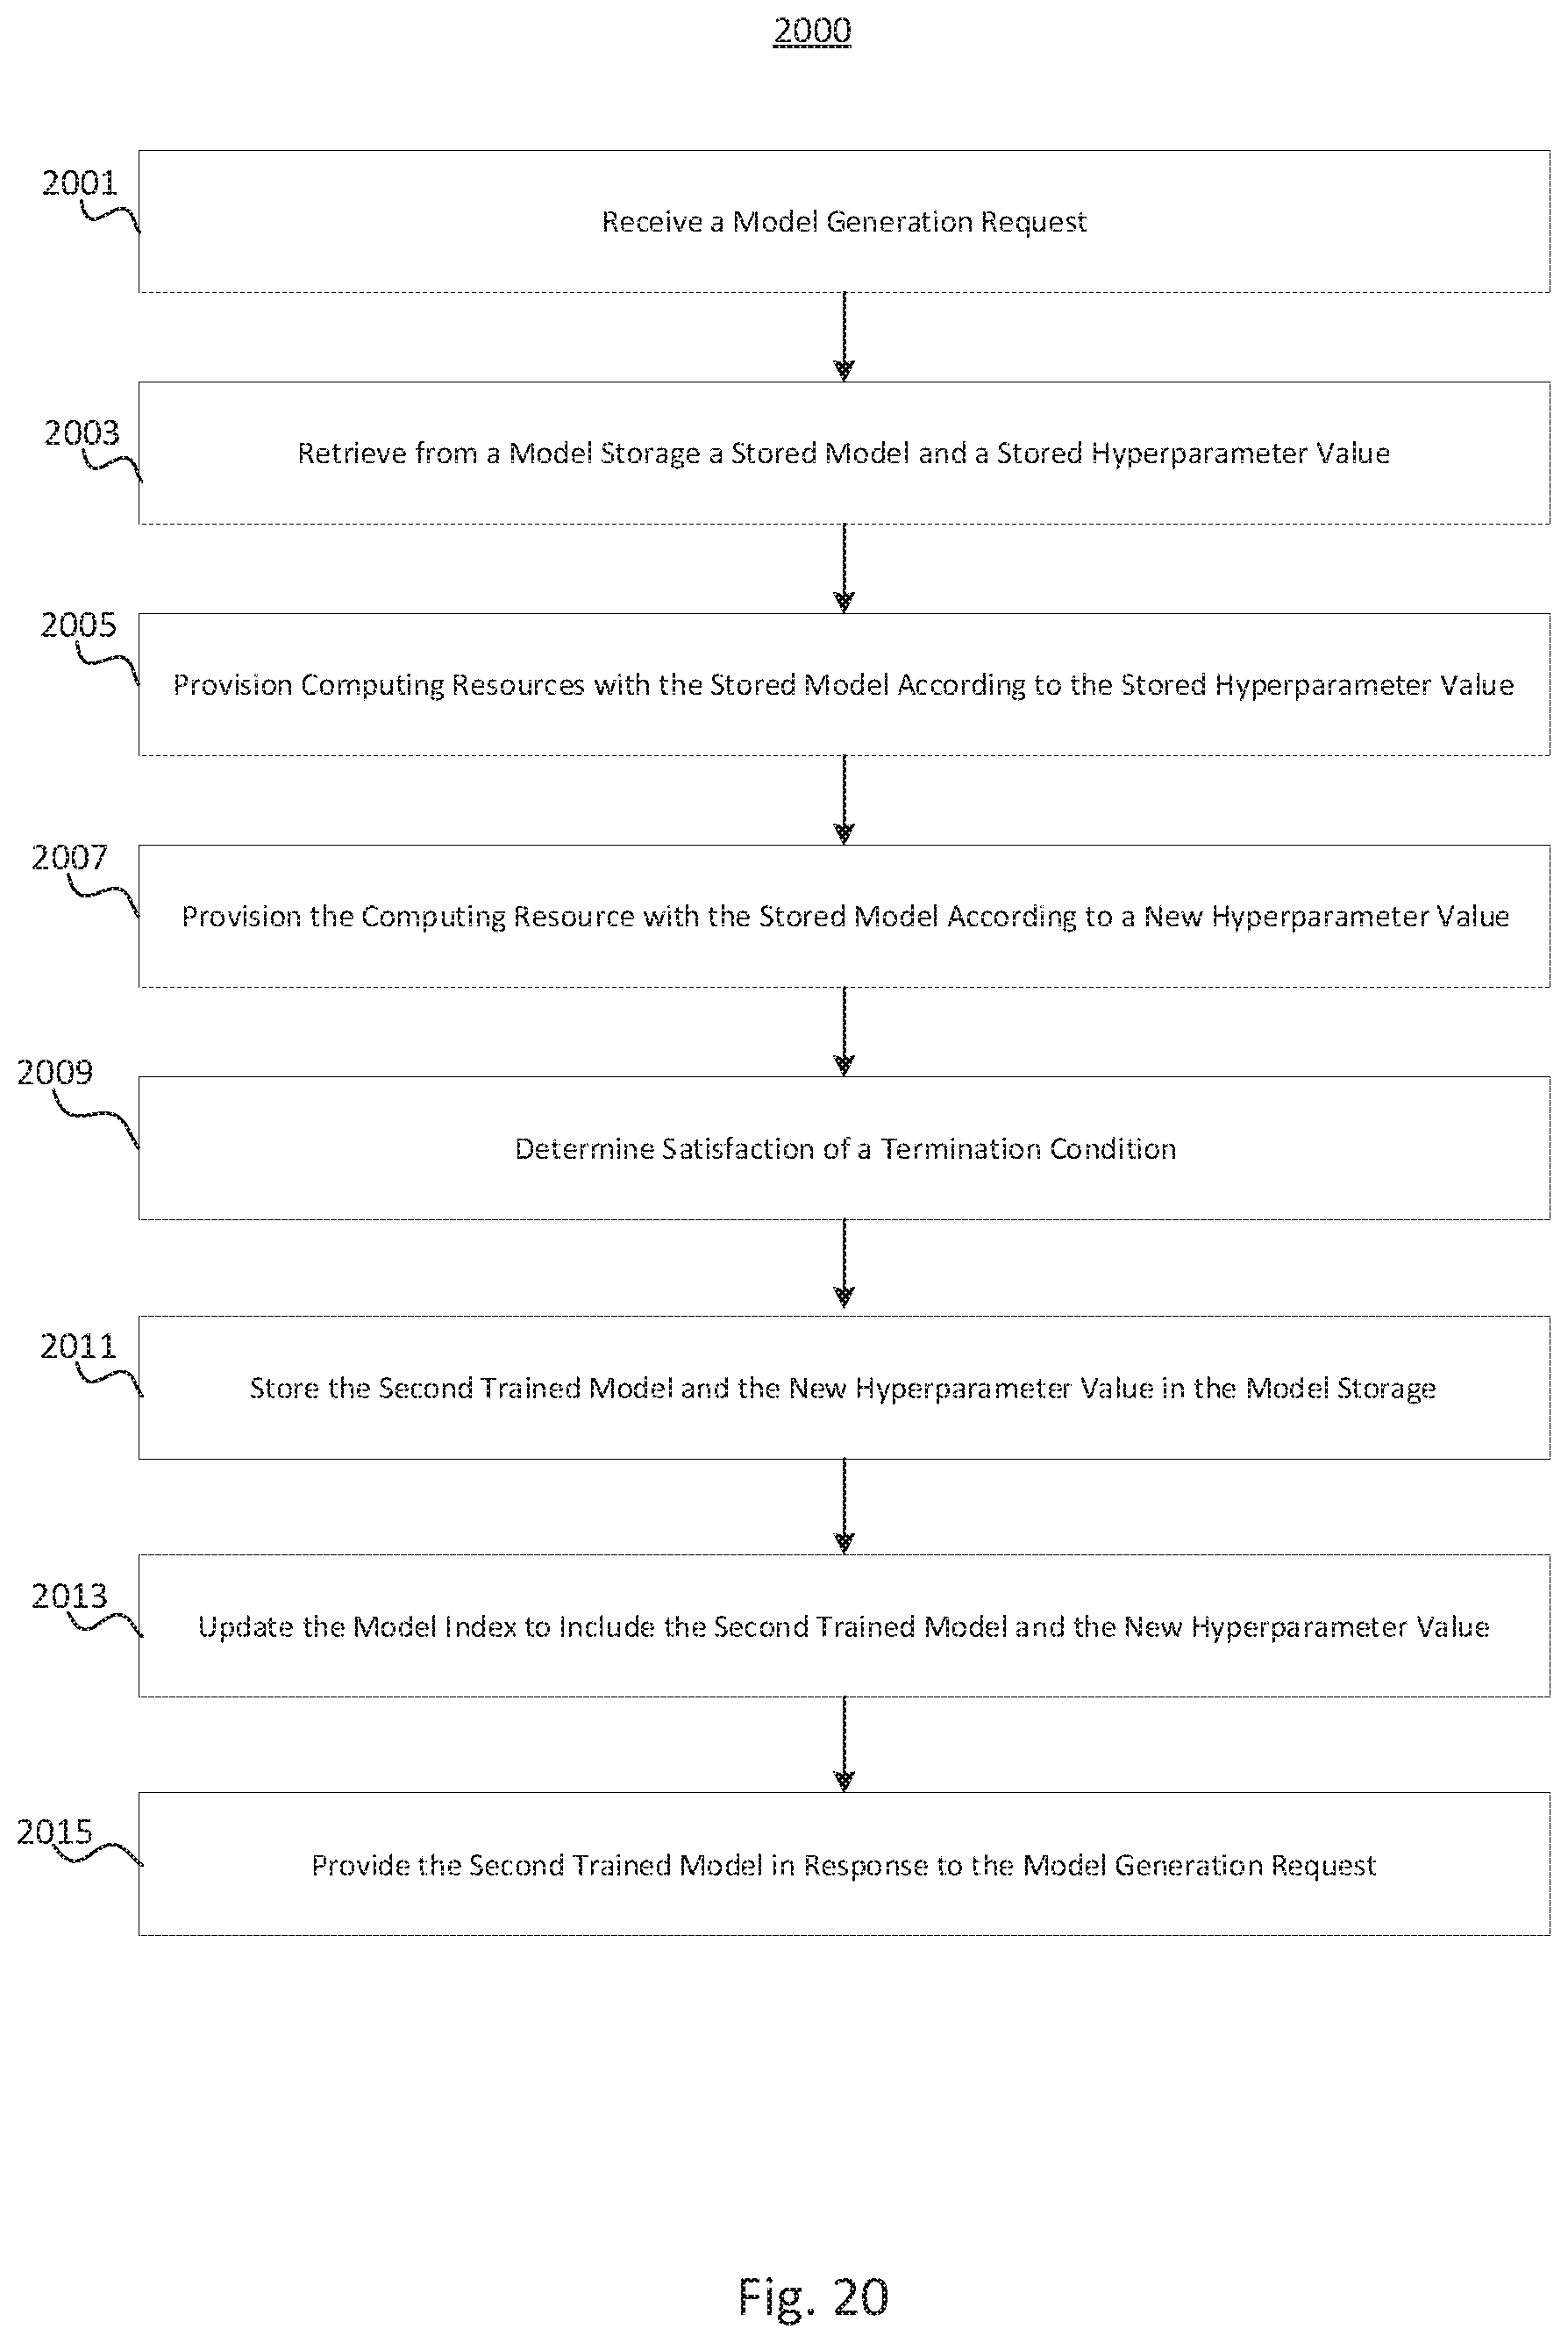 2000
2001
Receive a Model Generation Request
2003
Retrieve from a Model Storage a Stored Model and a Stored Hyperparameter Value
2005
Provision Computing Resources with the Stored Model According to the Stored Hyperparameter Value
2007
Provision the Computing Resource with the Stored Model According to a New Hyperparameter Value
2009
Determine Satisfaction of a Termination Condition
2011
Store the Second Trained Model and the New Hyperparameter Value in the Model Storage
2013
Update the Model Index to Include the Second Trained Model and the New Hyperparameter Value
2015
Provide the Second Trained Model in Response to the Model Generation Request
Fig. 20